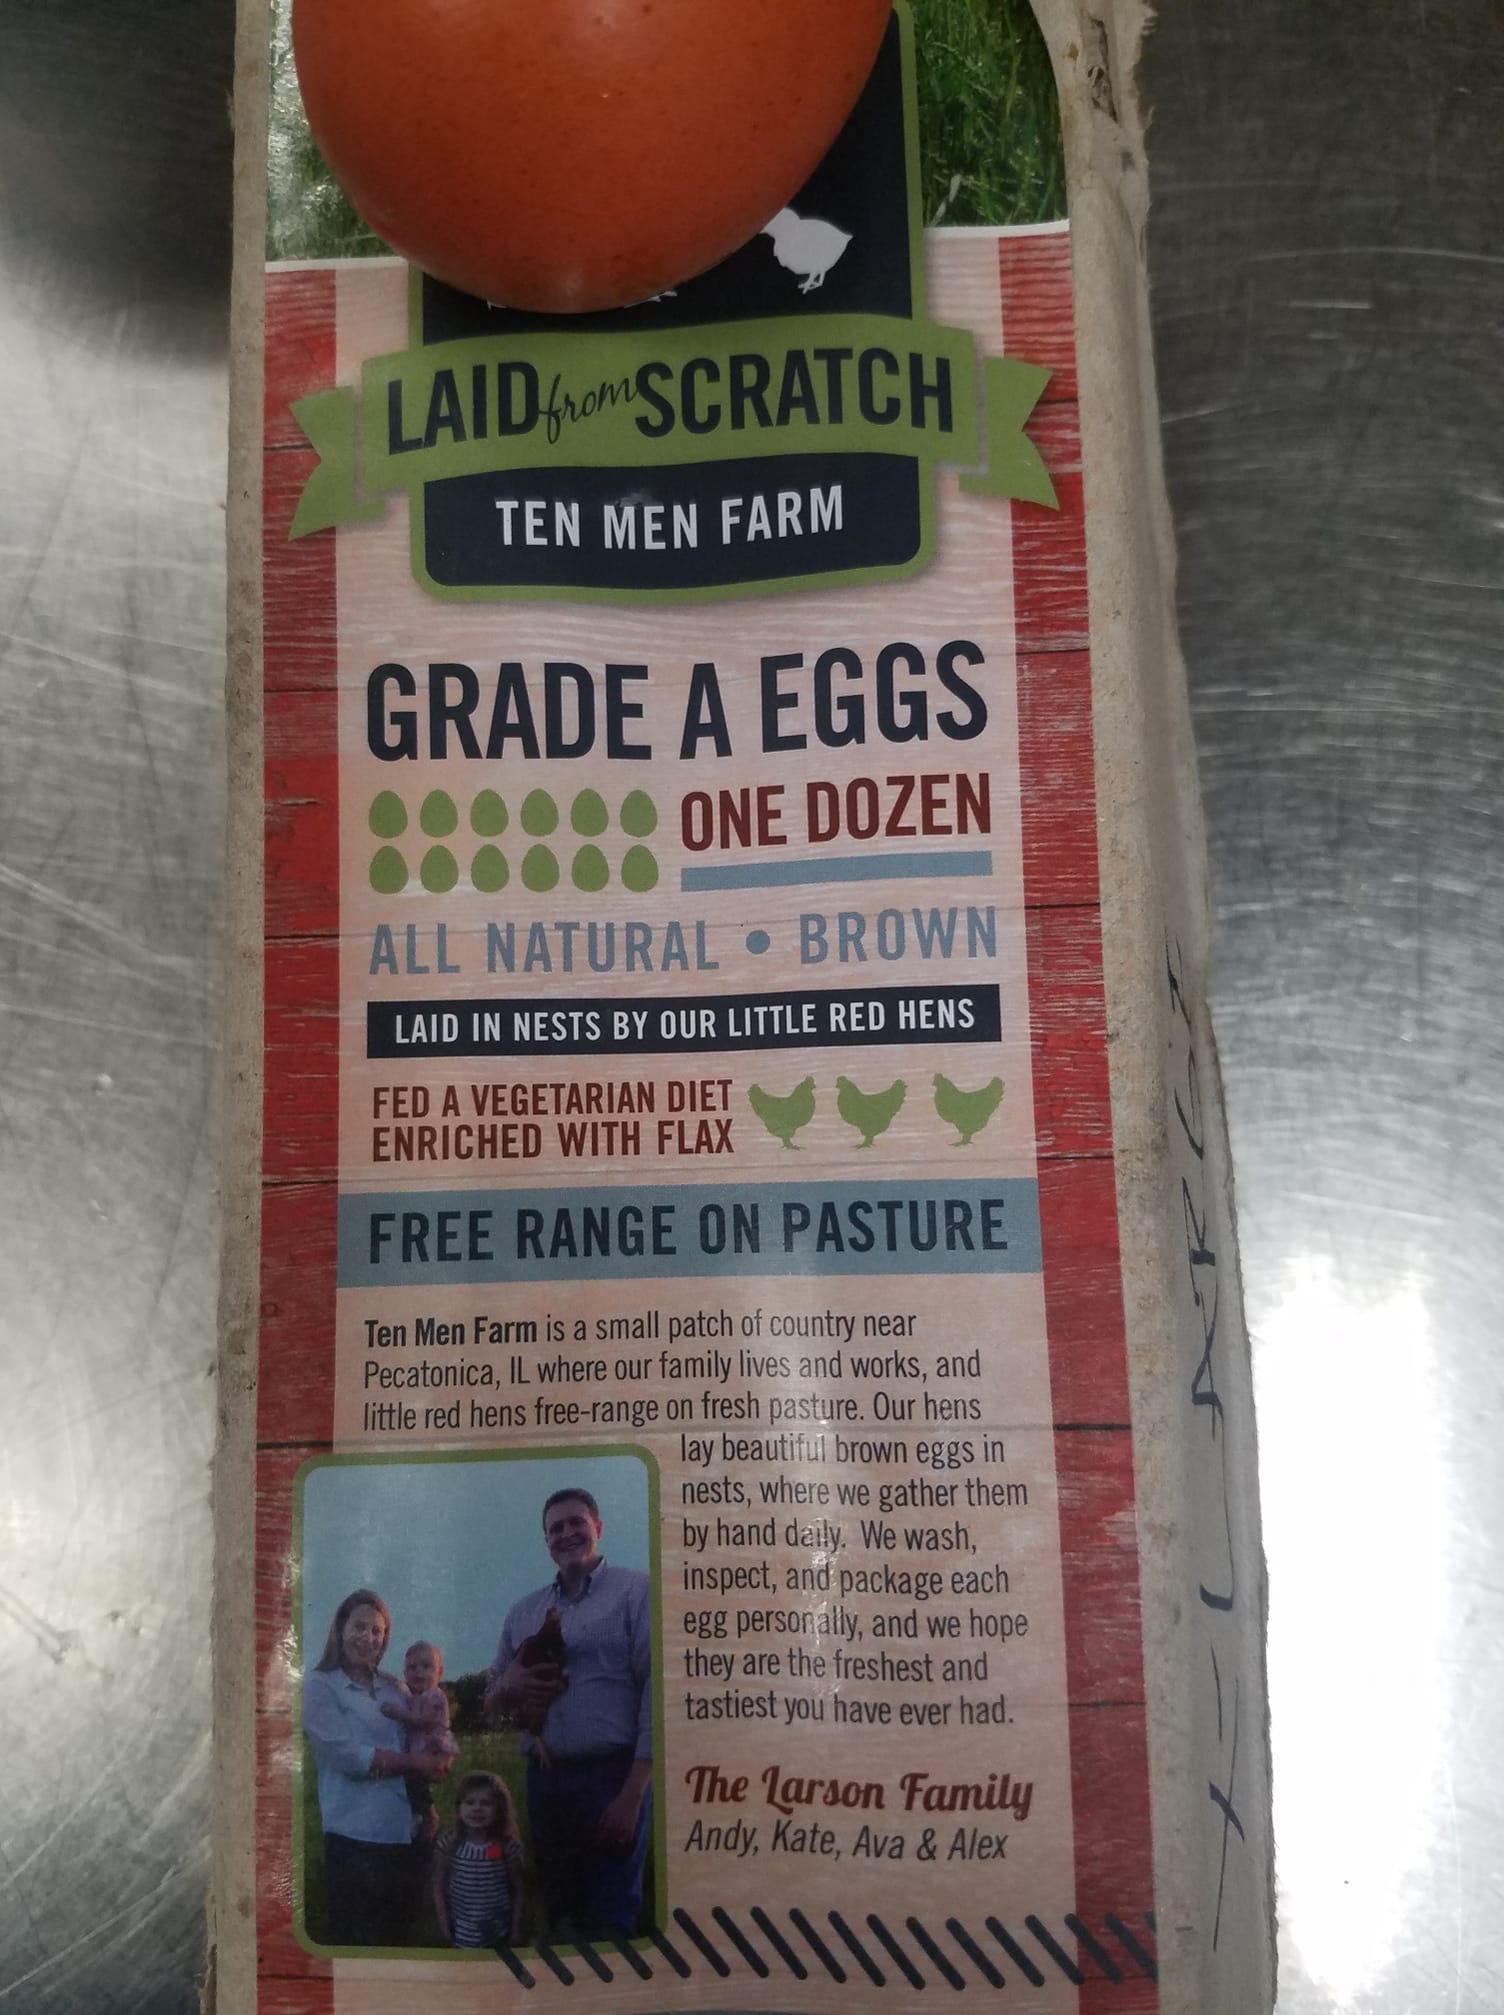 LAID from SCRATCH
TEN MEN FARM
GRADE A EGGS
ONE DOZEN
ALL NATURAL • BROWN
LAID IN NESTS BY OUR LITTLE RED HENS
FED A VEGETARIAN DIET
ENRICHED WITH FLAX
FREE RANGE ON PASTURE
Ten Men Farm is a small patch of country near
Pecatonica, IL where our family lives and works, and
little red hens free-range on fresh pasture. Our hens
lay beautiful brown eggs in
nests, where we gather them
by hand daily. We wash,
inspect, and package each
egg personally, and we hope
they are the freshest and
tastiest you have ever had.
The Larson Family
Andy, Kate, Ava & Alex
X-LARGE